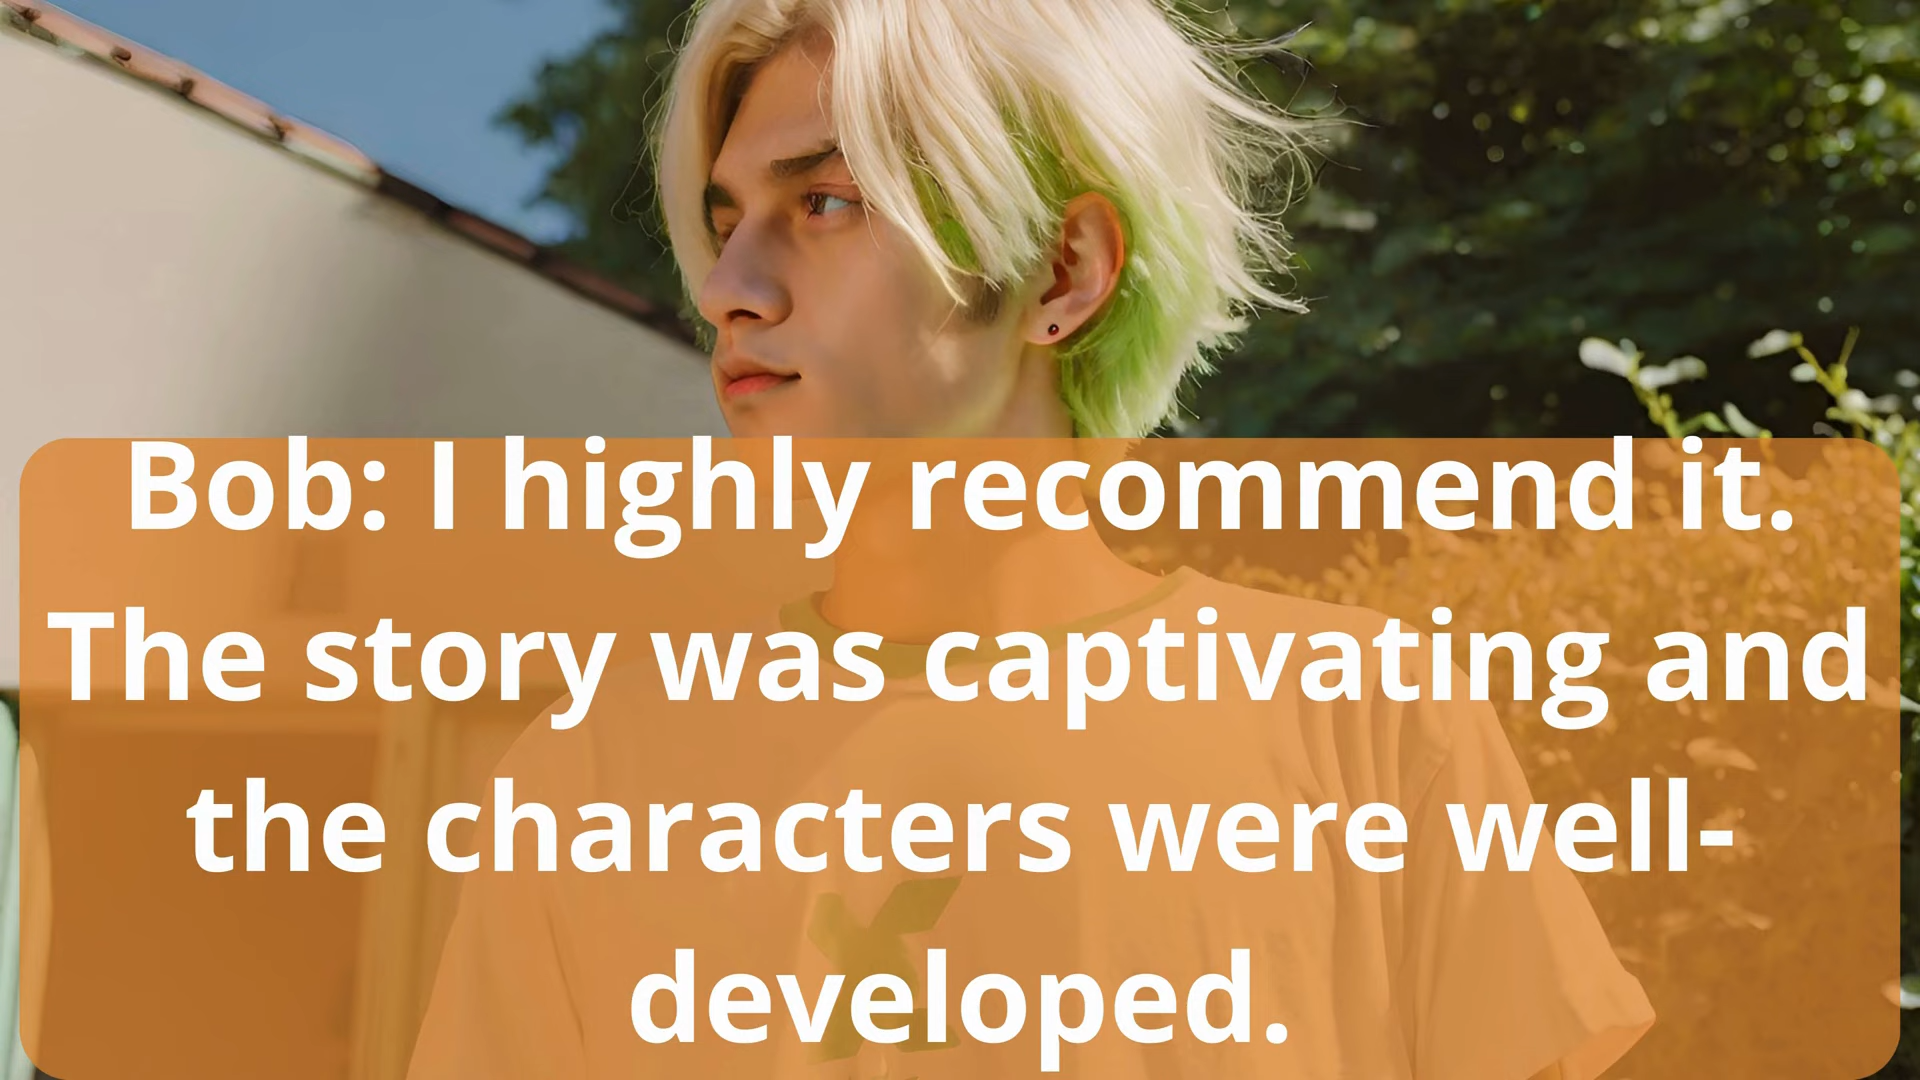 Bob: I highly recommend it.
The story was captivating and
the characters were well-
developed.